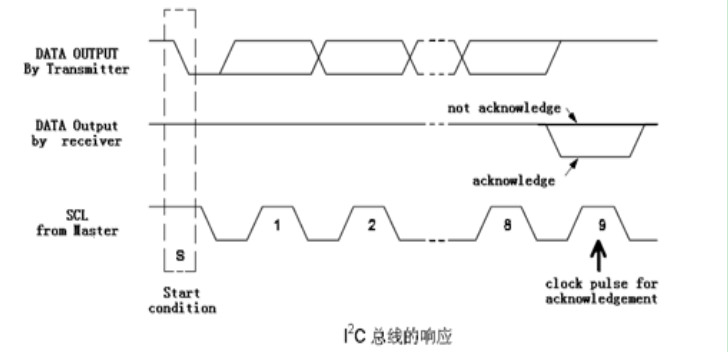 DATA OUTPUT
By Transmitter
not acknowledge
DATA Output
by receiver
acknowledge
SCL
from Master
1
2
8
9
S
Start
condition
clock pulse for
acknowledgement
I²C 总线的响应